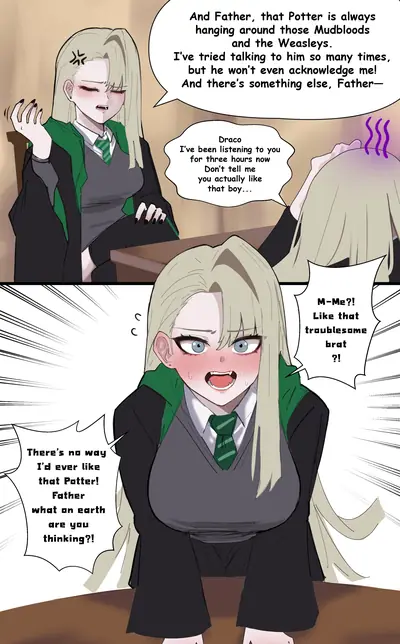 And Father, that Potter is always
hanging around those Mudbloods
and the Weasleys.
I've tried talking to him so many times,
but he won't even acknowledge me!
And there's something else, Father—
Draco
I've been listening to you
for three hours now
Don't tell me
you actually like
that boy...
M-Me?!
Like that
troublesome
brat
?!
There's no way
I'd ever like
that Potter!
Father
what on earth
are you
thinking?!